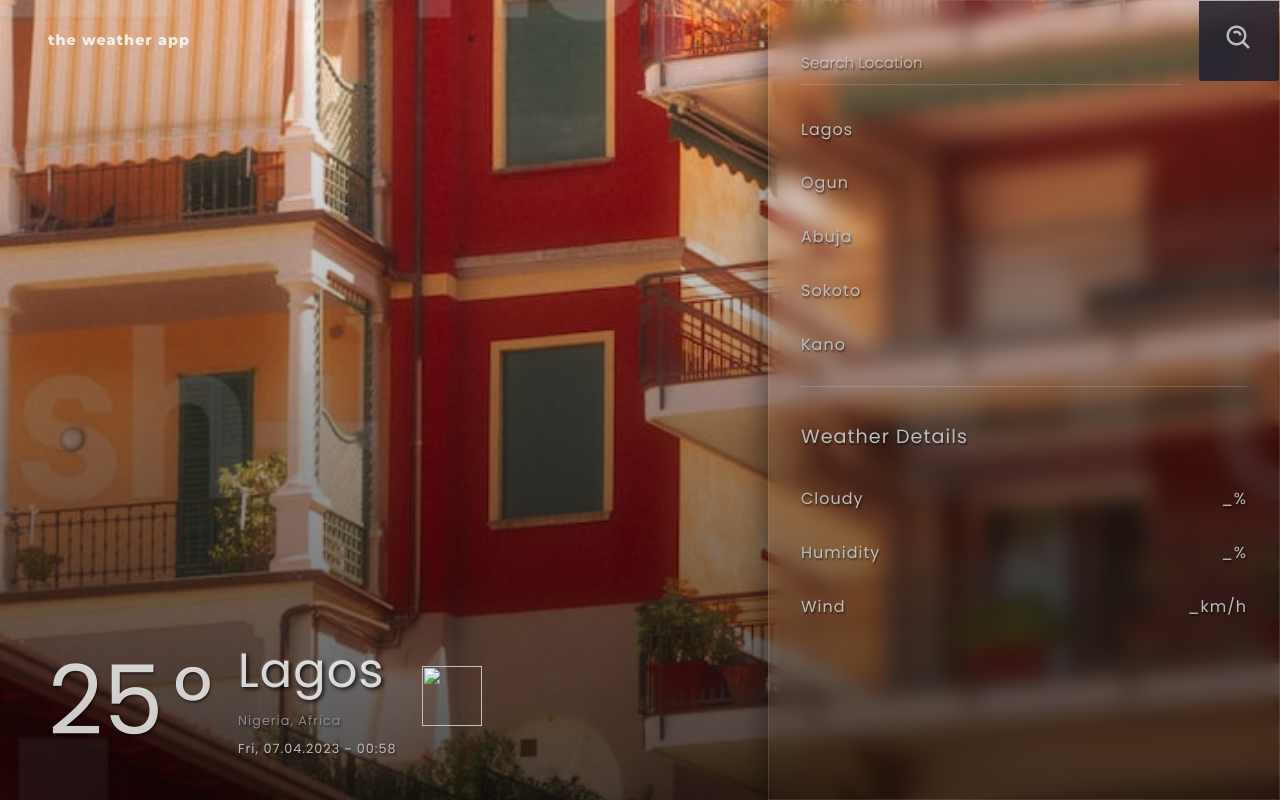 the weather app
Search Location
Lagos
Ogun
Abuja
Sokoto
Kano
Weather Details
Cloudy _%
Humidity _%
Wind _km/h
25°
Lagos
Nigeria, Africa
Fri, 07.04.2023 ~ 00:58